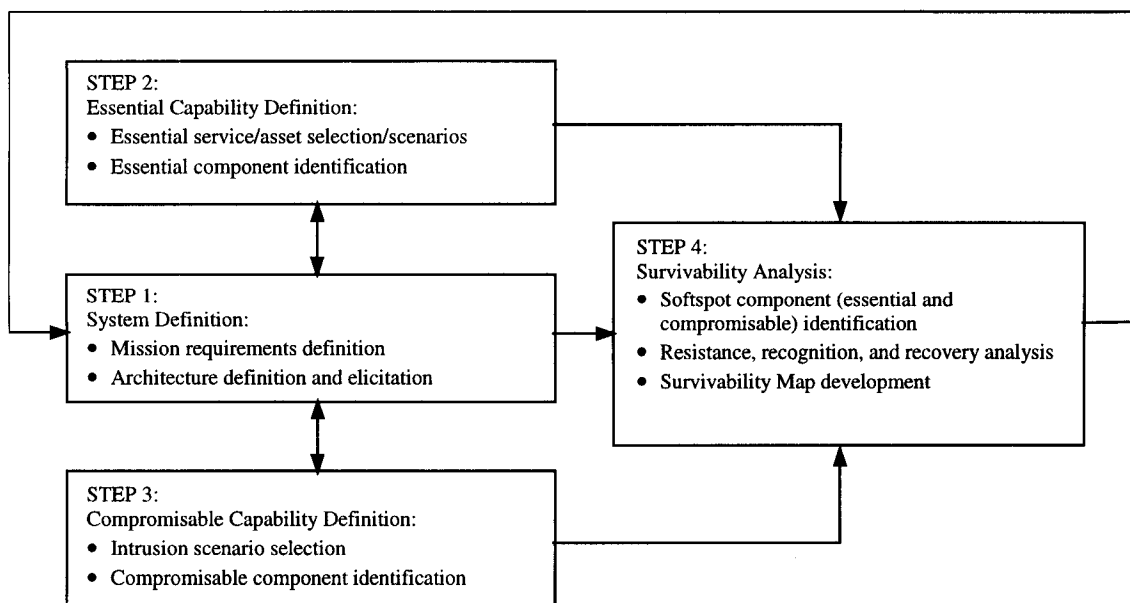 STEP 2:
Essential Capability Definition:
• Essential service/asset selection/scenarios
• Essential component identification
STEP 1:
System Definition:
• Mission requirements definition
• Architecture definition and elicitation
STEP 3:
Compromisable Capability Definition:
• Intrusion scenario selection
• Compromisable component identification
STEP 4:
Survivability Analysis:
• Softspot component (essential and
compromisable) identification
• Resistance, recognition, and recovery analysis
• Survivability Map development